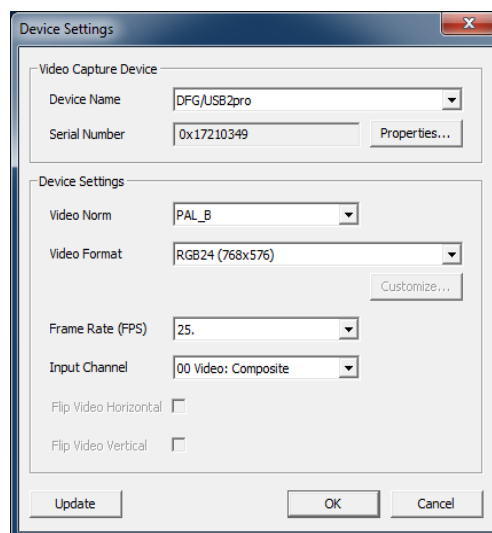 Device Settings
Video Capture Device
Device Name DFG/USB2pro
Serial Number 0x17210349 Properties...
Device Settings
Video Norm PAL_B
Video Format RGB24 (768x576)
Customize...
Frame Rate (FPS) 25.
Input Channel 00 Video: Composite
Flip Video Horizontal
Flip Video Vertical
Update OK Cancel